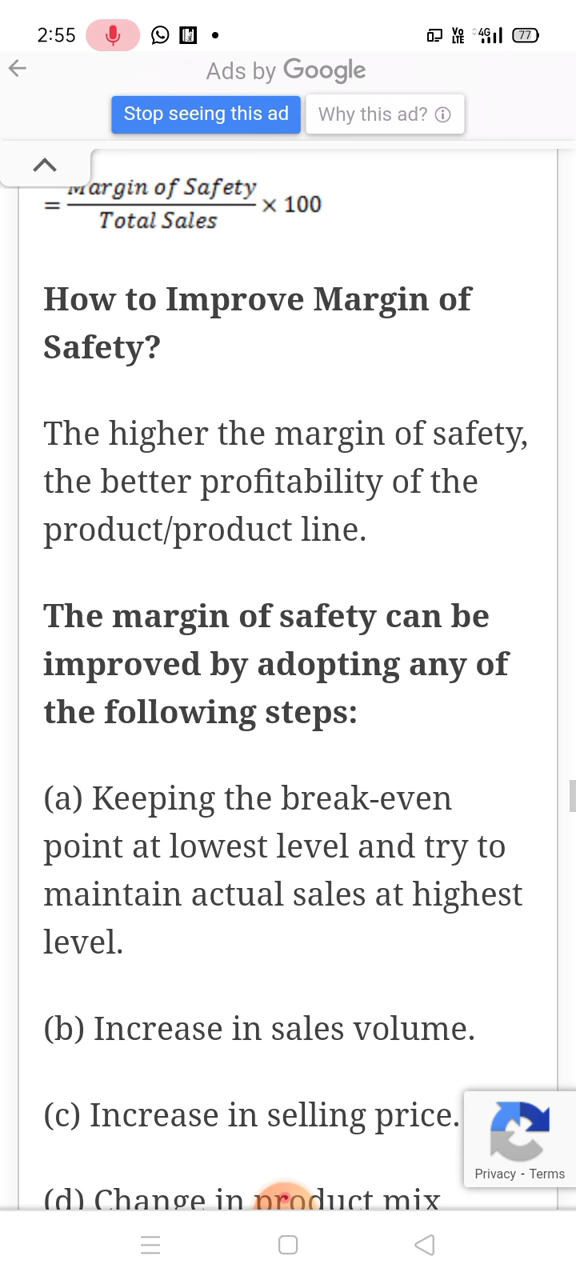 2:55
Vo LTE 4G 77
Ads by Google
Stop seeing this ad Why this ad?
Margin of Safety
= × 100
Total Sales
How to Improve Margin of
Safety?
The higher the margin of safety,
the better profitability of the
product/product line.
The margin of safety can be
improved by adopting any of
the following steps:
(a) Keeping the break-even
point at lowest level and try to
maintain actual sales at highest
level.
(b) Increase in sales volume.
(c) Increase in selling price.
Privacy - Terms
(d) Change in product mix